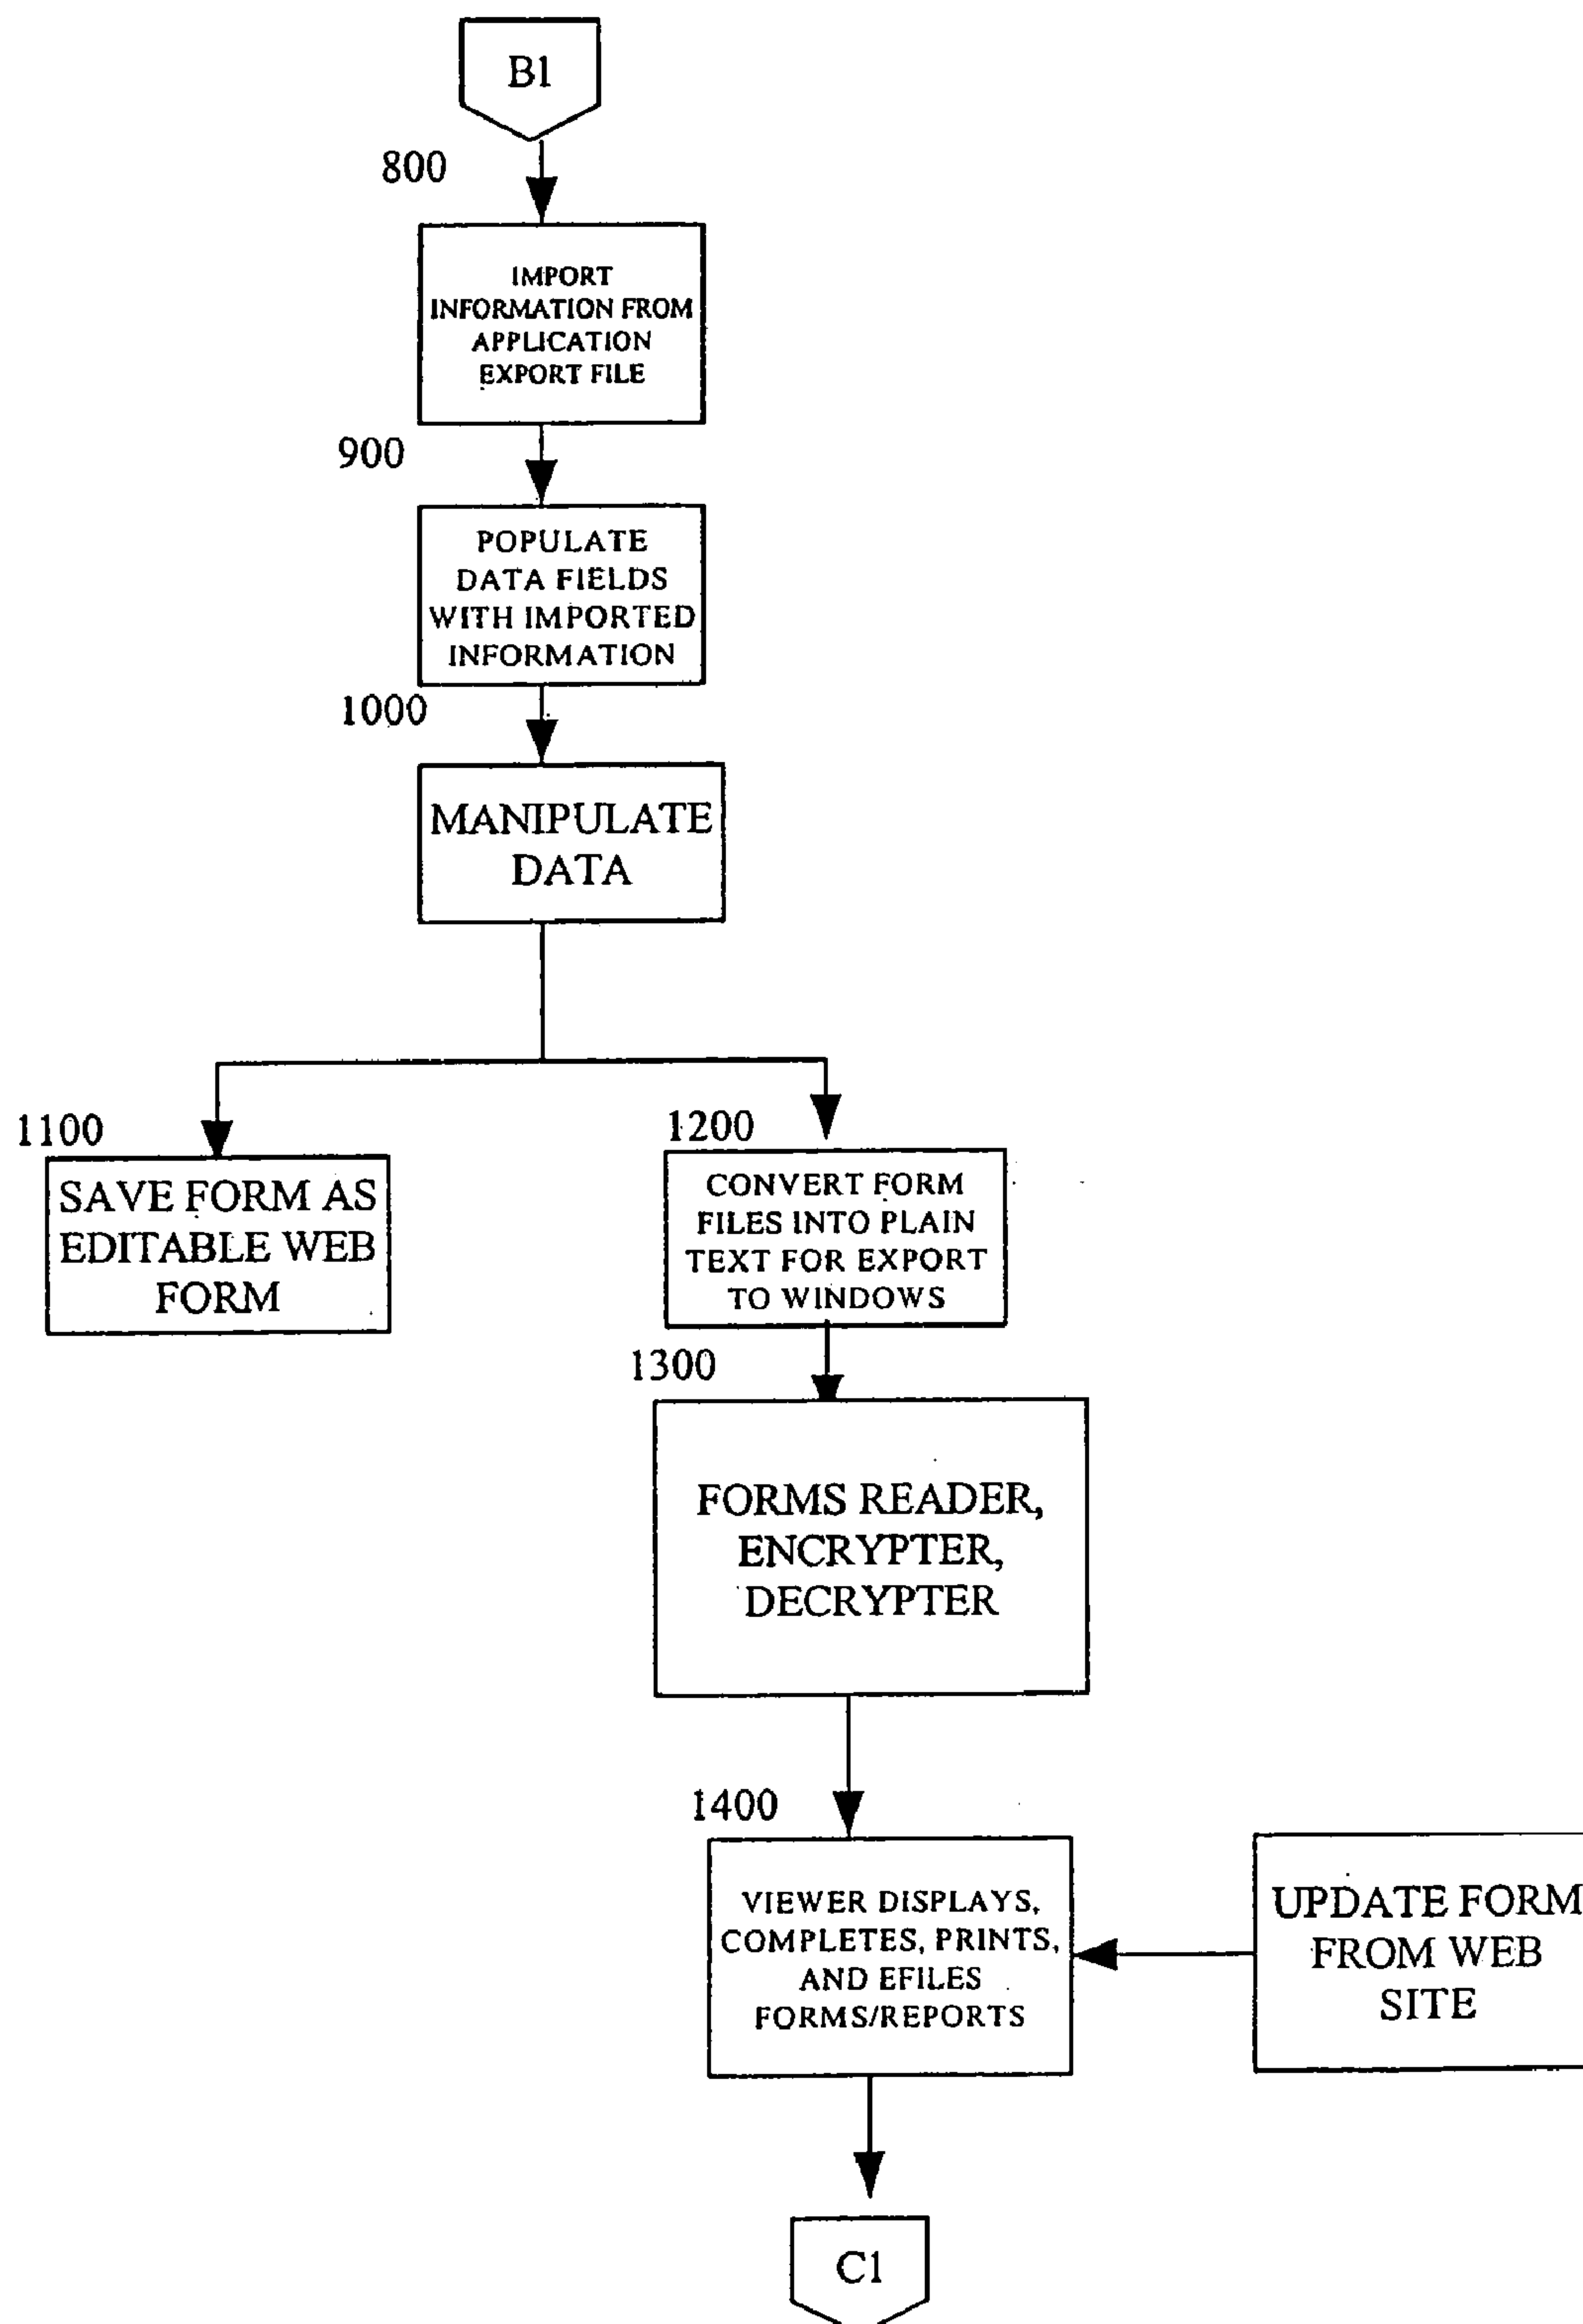 B1
800
IMPORT
INFORMATION FROM
APPLICATION
EXPORT FILE
900
POPULATE
DATA FIELDS
WITH IMPORTED
INFORMATION
1000
MANIPULATE
DATA
1100
SAVE FORM AS
EDITABLE WEB
FORM
1200
CONVERT FORM
FILES INTO PLAIN
TEXT FOR EXPORT
TO WINDOWS
1300
FORMS READER,
ENCRYPTER,
DECRYPTER
1400
VIEWER DISPLAYS,
COMPLETES, PRINTS,
AND EFILES
FORMS/REPORTS
UPDATE FORM
FROM WEB
SITE
C1